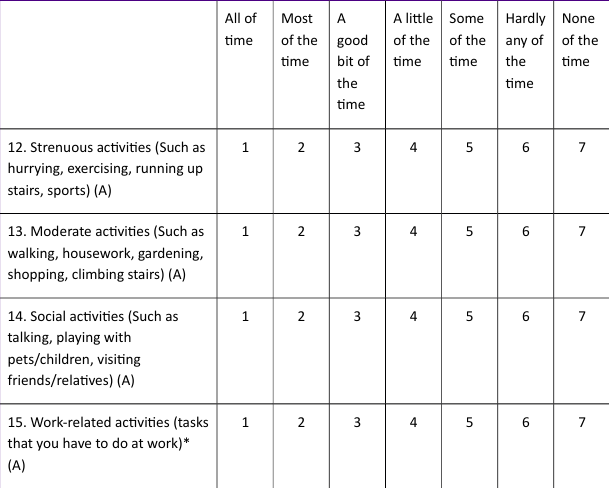 All of time Most of the time A good bit of the time A little of the time Some of the time Hardly any of the time None of the time
12. Strenuous activities (Such as 1 2 3 4 5 6 7
hurrying, exercising, running up
stairs, sports) (A)
13. Moderate activities (Such as 1 2 3 4 5 6 7
walking, housework, gardening,
shopping, climbing stairs) (A)
14. Social activities (Such as 1 2 3 4 5 6 7
talking, playing with
pets/children, visiting
friends/relatives) (A)
15. Work-related activities (tasks 1 2 3 4 5 6 7
that you have to do at work)*
(A)